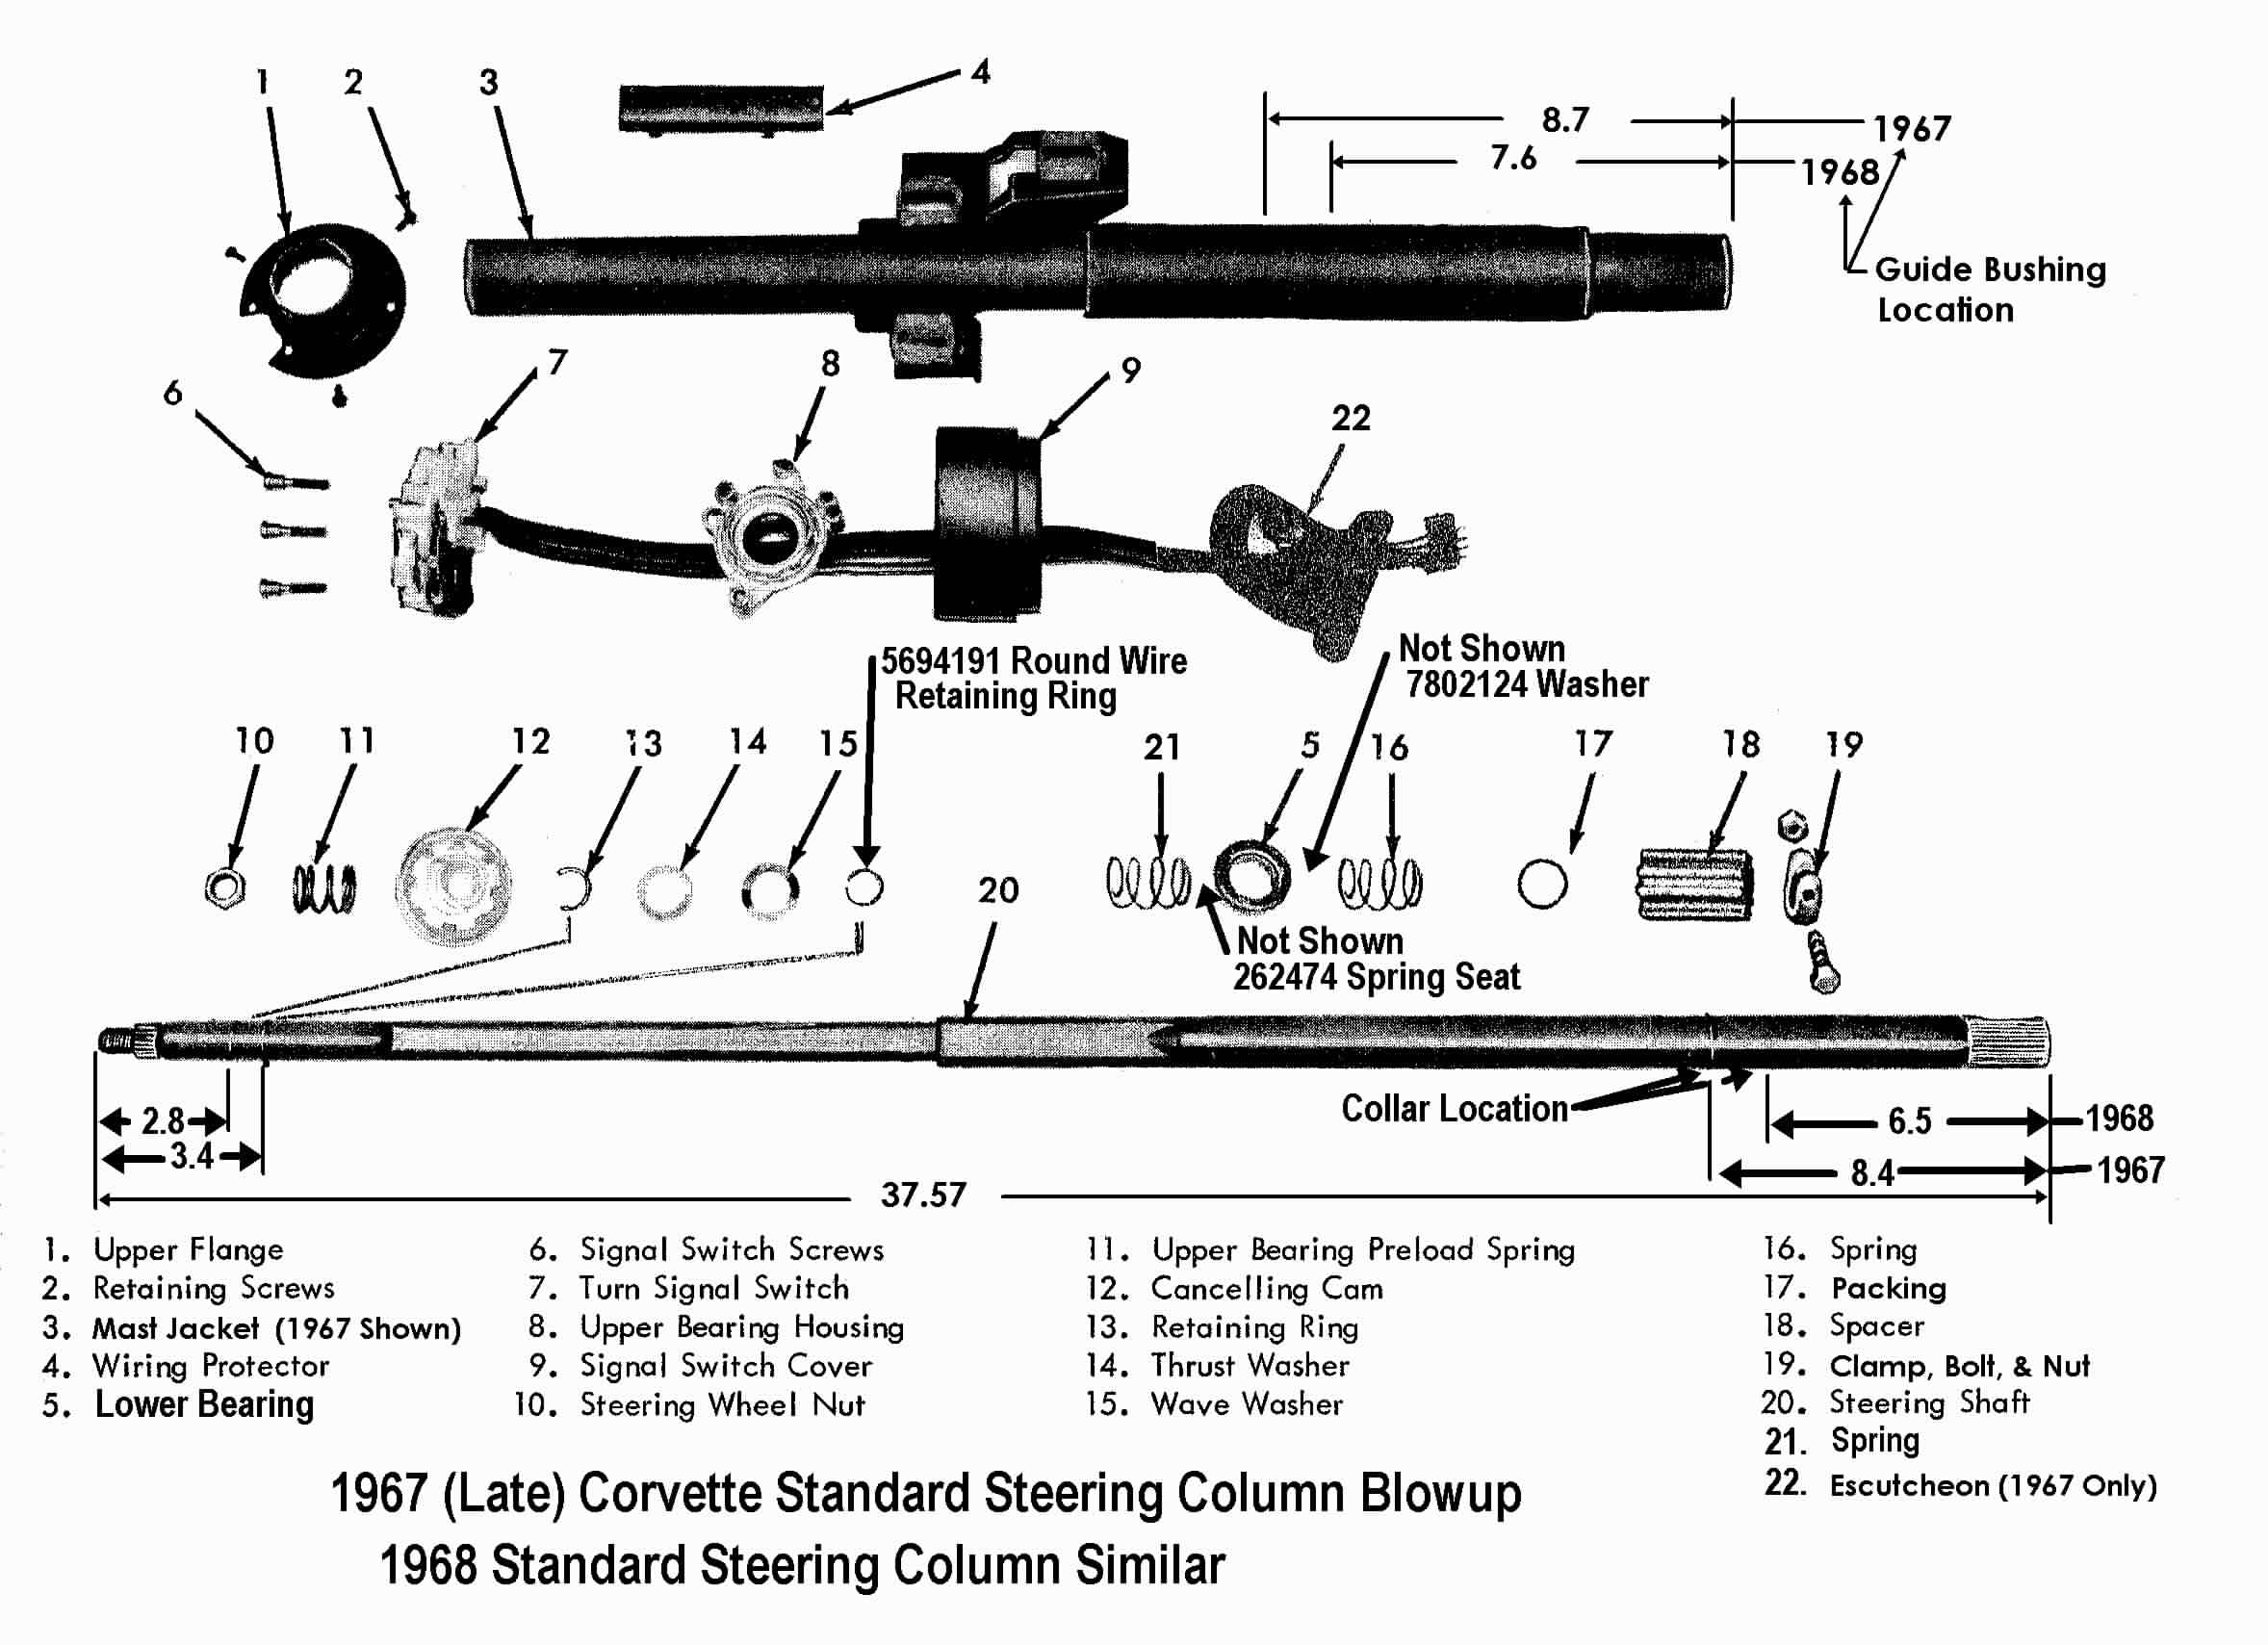 1
2
3
4
8.7
1967
7.6
1968
Guide Bushing
Location
6
7
8
9
22
5694191 Round Wire
Retaining Ring
Not Shown
7802124 Washer
10
11
12
13
14
15
21
5
16
17
18
19
20
Not Shown
262474 Spring Seat
Collar Location
2.8
3.4
6.5
1968
8.4
1967
37.57
1. Upper Flange
2. Retaining Screws
3. Mast Jacket (1967 Shown)
4. Wiring Protector
5. Lower Bearing
6. Signal Switch Screws
7. Turn Signal Switch
8. Upper Bearing Housing
9. Signal Switch Cover
10. Steering Wheel Nut
11. Upper Bearing Preload Spring
12. Cancelling Cam
13. Retaining Ring
14. Thrust Washer
15. Wave Washer
16. Spring
17. Packing
18. Spacer
19. Clamp, Bolt, & Nut
20. Steering Shaft
21. Spring
22. Escutcheon (1967 Only)
1967 (Late) Corvette Standard Steering Column Blowup
1968 Standard Steering Column Similar